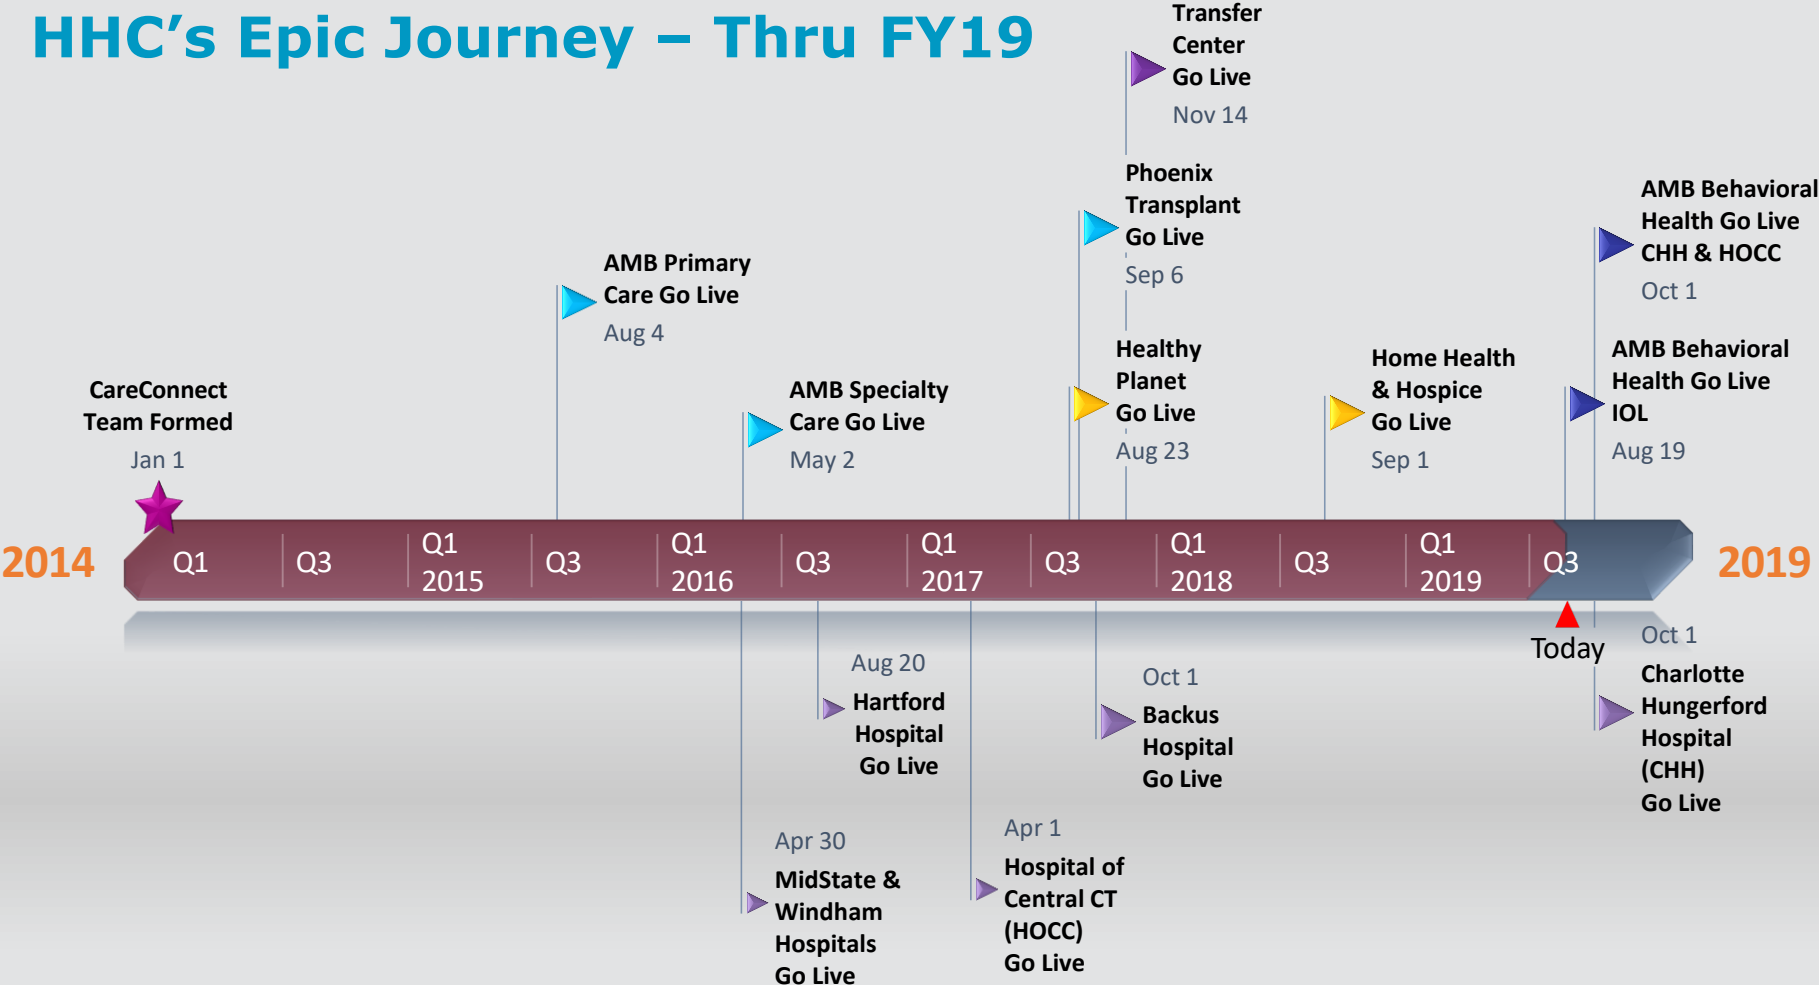 HHC’s Epic Journey – Thru FY19
Transfer
Center
Go Live
Nov 14
Phoenix
Transplant
Go Live
Sep 6
AMB Behavioral
Health Go Live
CHH & HOCC
Oct 1
AMB Primary
Care Go Live
Aug 4
Healthy
Planet
Go Live
Aug 23
Home Health
& Hospice
Go Live
Sep 1
AMB Behavioral
Health Go Live
IOL
Aug 19
CareConnect
Team Formed
Jan 1
AMB Specialty
Care Go Live
May 2
2014
Q1
Q3
Q1
2015
Q3
Q1
2016
Q3
Q1
2017
Q3
Q1
2018
Q3
Q1
2019
Q3
2019
Today
Aug 20
Hartford
Hospital
Go Live
Oct 1
Backus
Hospital
Go Live
Oct 1
Charlotte
Hungerford
Hospital
(CHH)
Go Live
Apr 30
MidState &
Windham
Hospitals
Go Live
Apr 1
Hospital of
Central CT
(HOCC)
Go Live